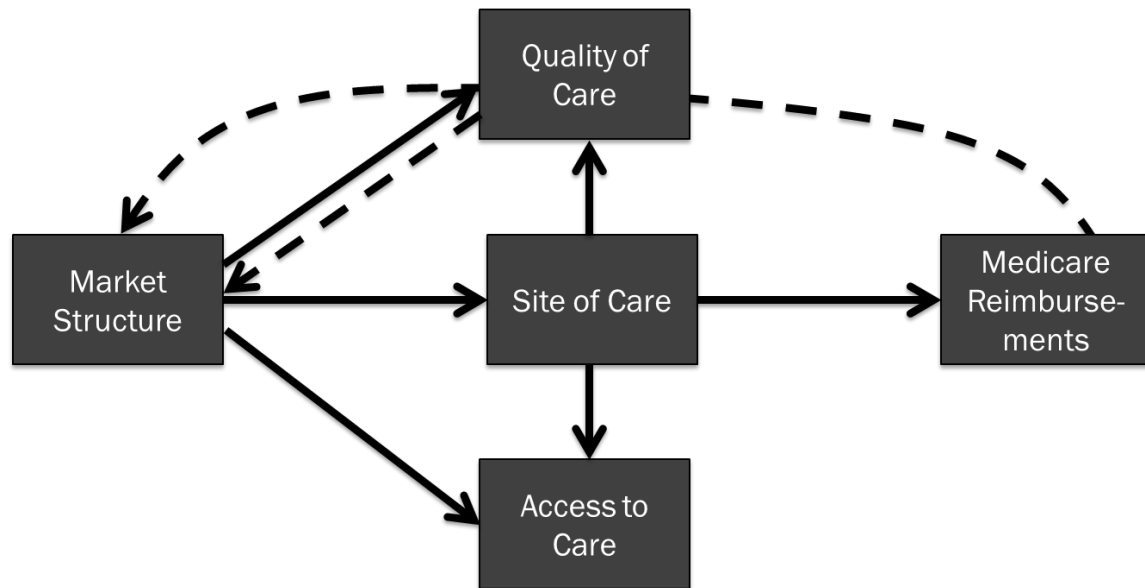 Quality of
Care
Market
Structure
Site of Care
Medicare
Reimburse-
ments
Access to
Care